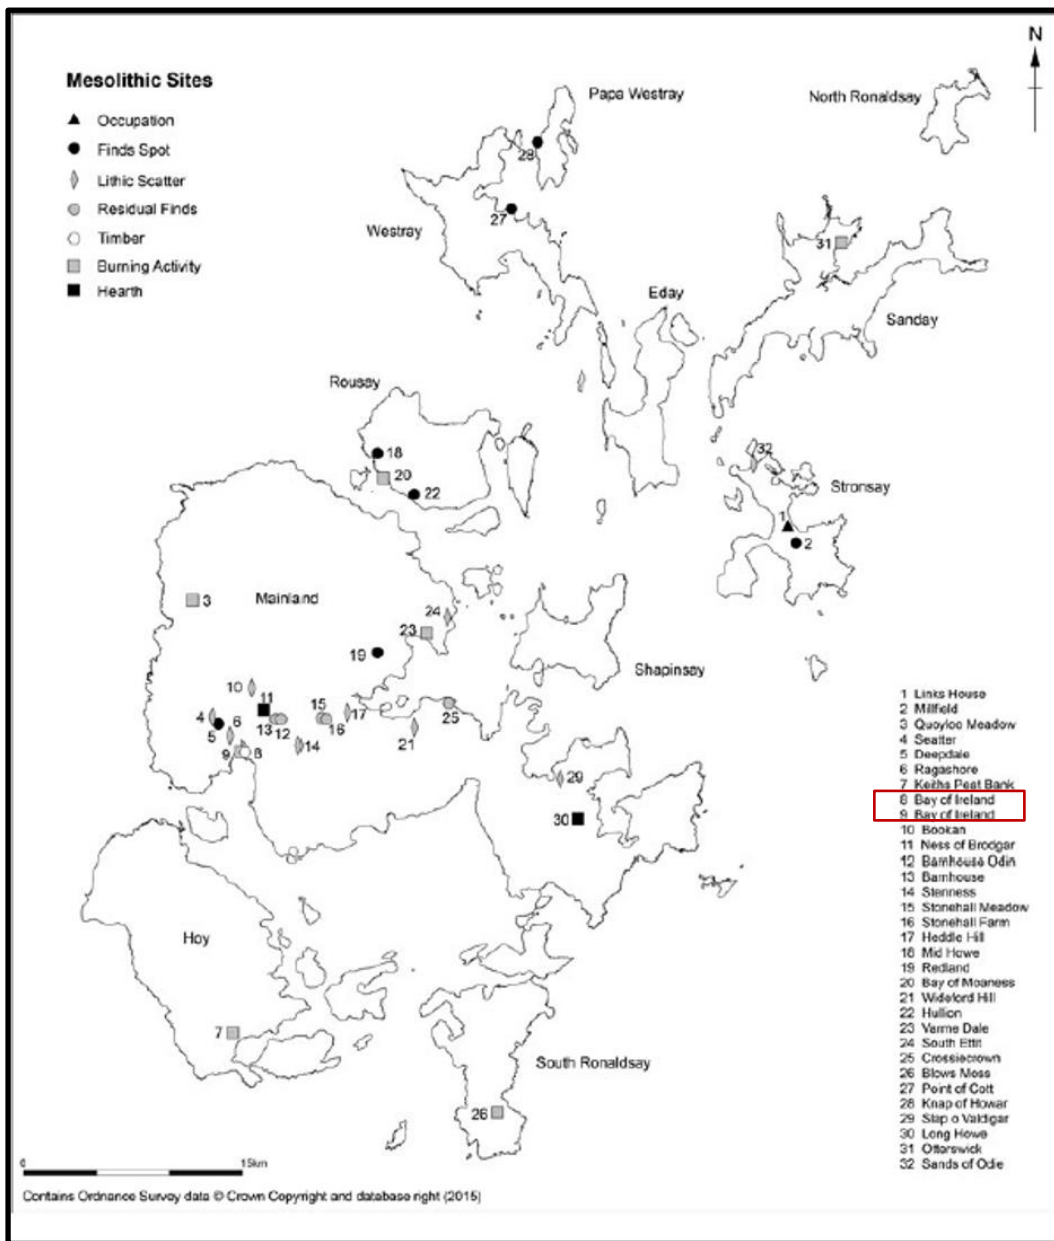 N
Mesolithic Sites
Occupation
Finds Spot
Lithic Scatter
Residual Finds
Timber
Burning Activity
Hearth
Papa Westray
North Ronaldsay
28
27
Westray
31
Eday
Sanday
Rousay
18
20
22
32
Stronsay
1
2
3
Mainland
24
23
19
Shapinsay
10
11
4
5
6
9
8
13
12
15
16
14
17
21
25
29
30
Hoy
7
South Ronaldsay
26
1 Links House
2 Millfield
3 Quoyloo Meadow
4 Seatter
5 Deepdale
6 Ragashore
7 Keiths Peat Bank
8 Bay of Ireland
9 Bay of Ireland
10 Bookan
11 Ness of Brodgar
12 Barnhouse Odin
13 Barnhouse
14 Stenness
15 Stonehall Meadow
16 Stonehall Farm
17 Heddle Hill
18 Mid Howe
19 Redland
20 Bay of Moaness
21 Wideford Hill
22 Hullion
23 Varme Dale
24 South Ettit
25 Crossiecrown
26 Blows Moss
27 Point of Cott
28 Knap of Howar
29 Slap o Valdigar
30 Long Howe
31 Otterswick
32 Sands of Odie
0 15km
Contains Ordnance Survey data © Crown Copyright and database right (2015)